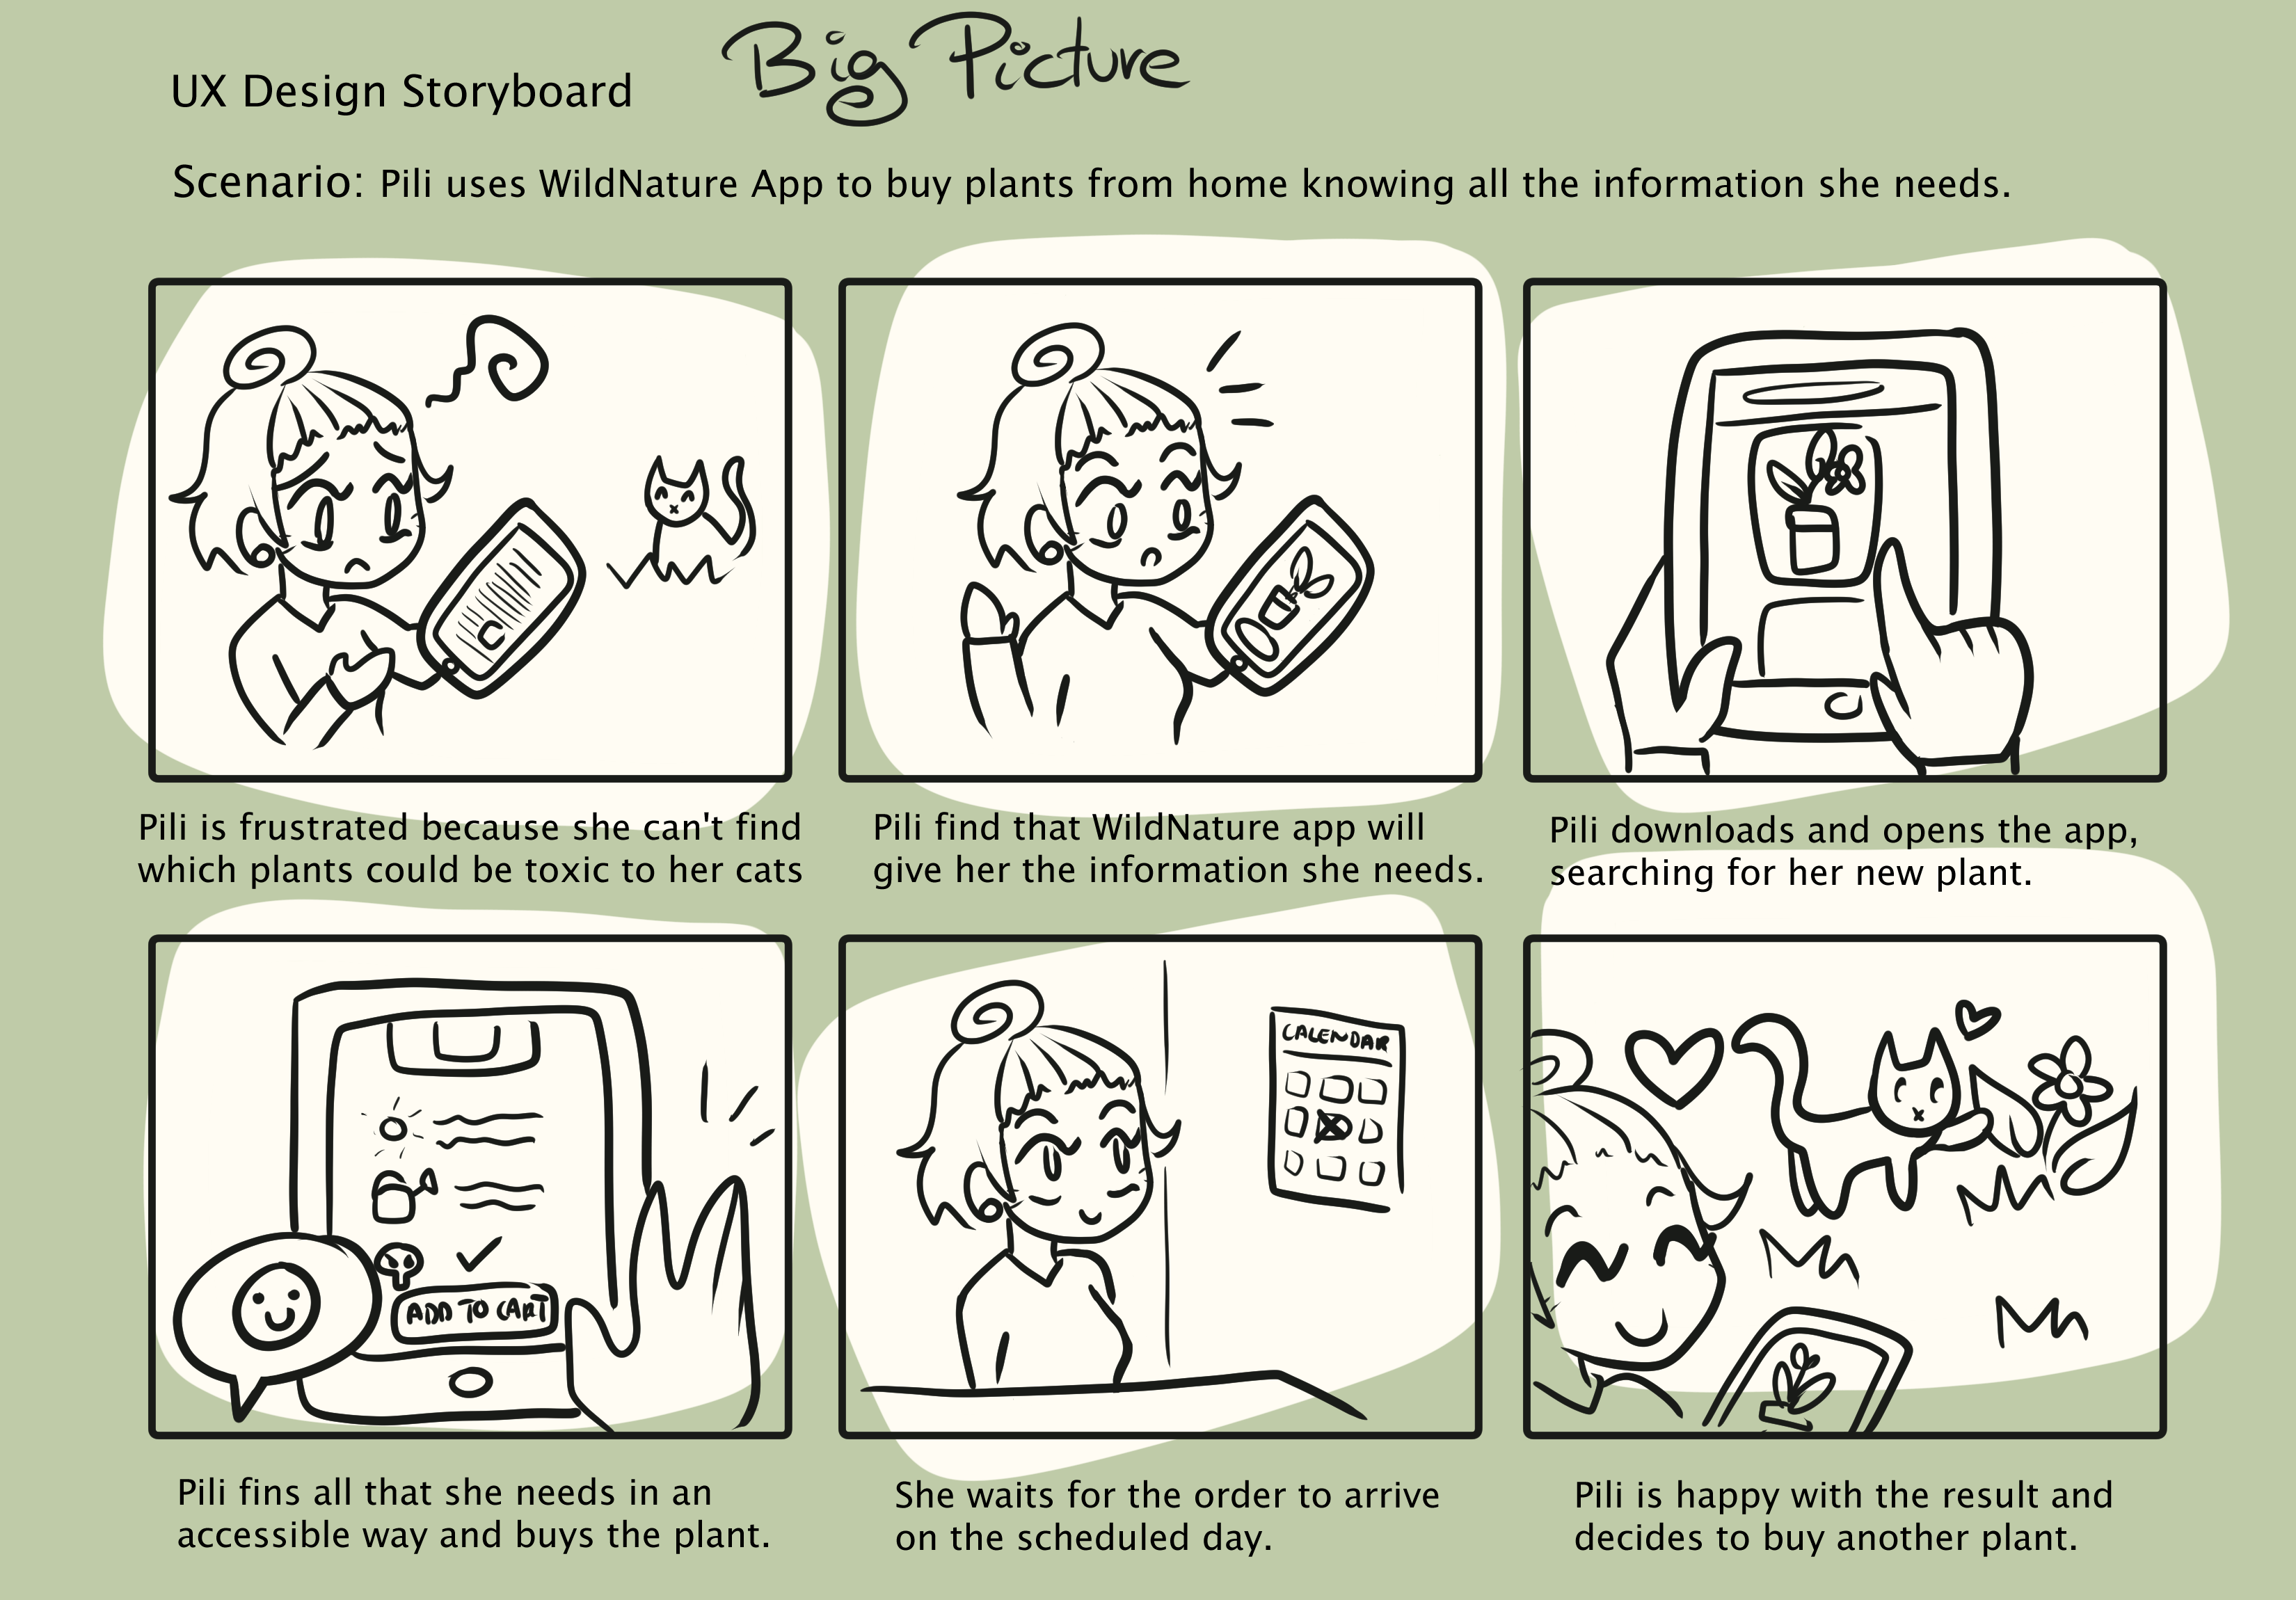 Big Picture
UX Design Storyboard
Scenario: Pili uses WildNature App to buy plants from home knowing all the information she needs.
Pili is frustrated because she can't find
which plants could be toxic to her cats
Pili find that WildNature app will
give her the information she needs.
Pili downloads and opens the app,
searching for her new plant.
ADD TO CART
Pili fins all that she needs in an
accessible way and buys the plant.
CALENDAR
She waits for the order to arrive
on the scheduled day.
Pili is happy with the result and
decides to buy another plant.